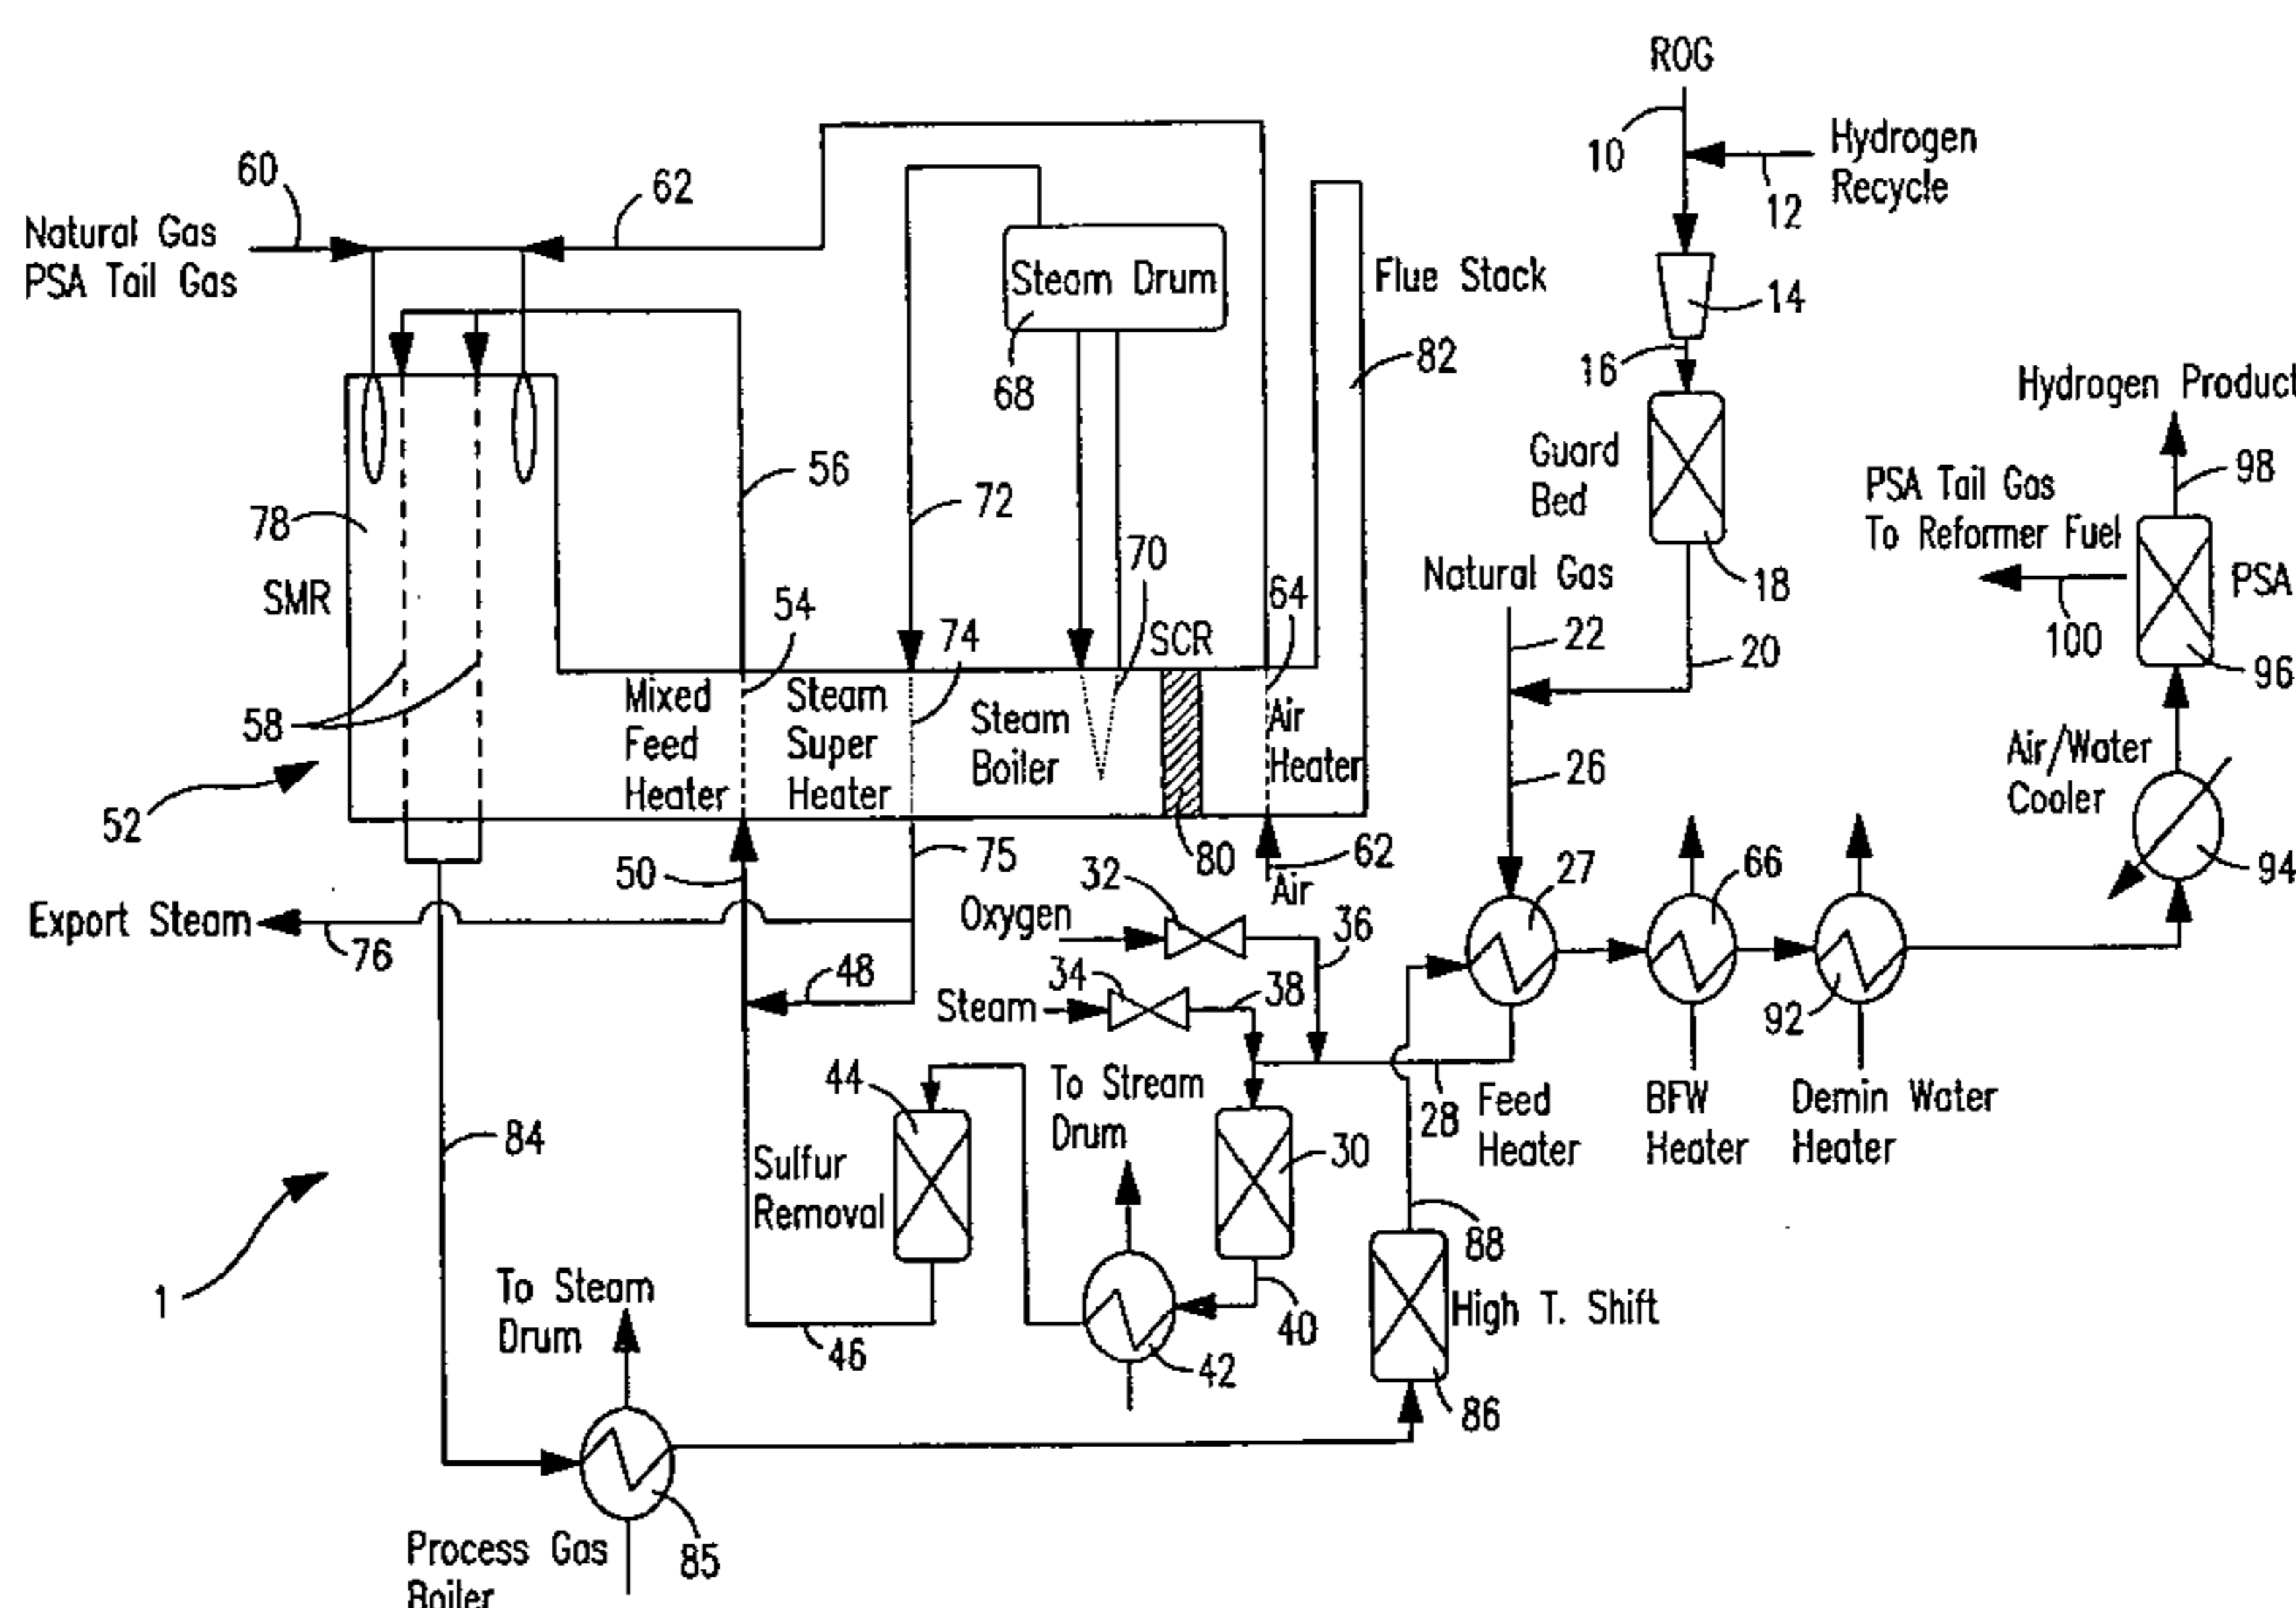 ROG
10
Hydrogen
Recycle
12
60
62
Natural Gas
PSA Tail Gas
Steam Drum
68
Flue Stack
14
16
82
Hydrogen Product
Guard
Bed
98
PSA Tail Gas
To Reformer Fuel
56
72
78
70
Natural Gas
18
PSA
SMR
54
74
SCR
64
22
20
100
96
58
Mixed
Feed
Heater
Steam
Super
Heater
Steam
Boiler
Air
Heater
26
Air/Water
Cooler
52
50
75
80
62
Air
32
27
66
94
Export Steam
76
Oxygen
36
48
34
38
Steam
92
44
To Stream
Drum
28
Feed
Heater
BFW
Heater
Demin Water
Heater
84
Sulfur
Removal
30
88
1
To Steam
Drum
46
40
42
High T. Shift
86
85
Process Gas
Boiler